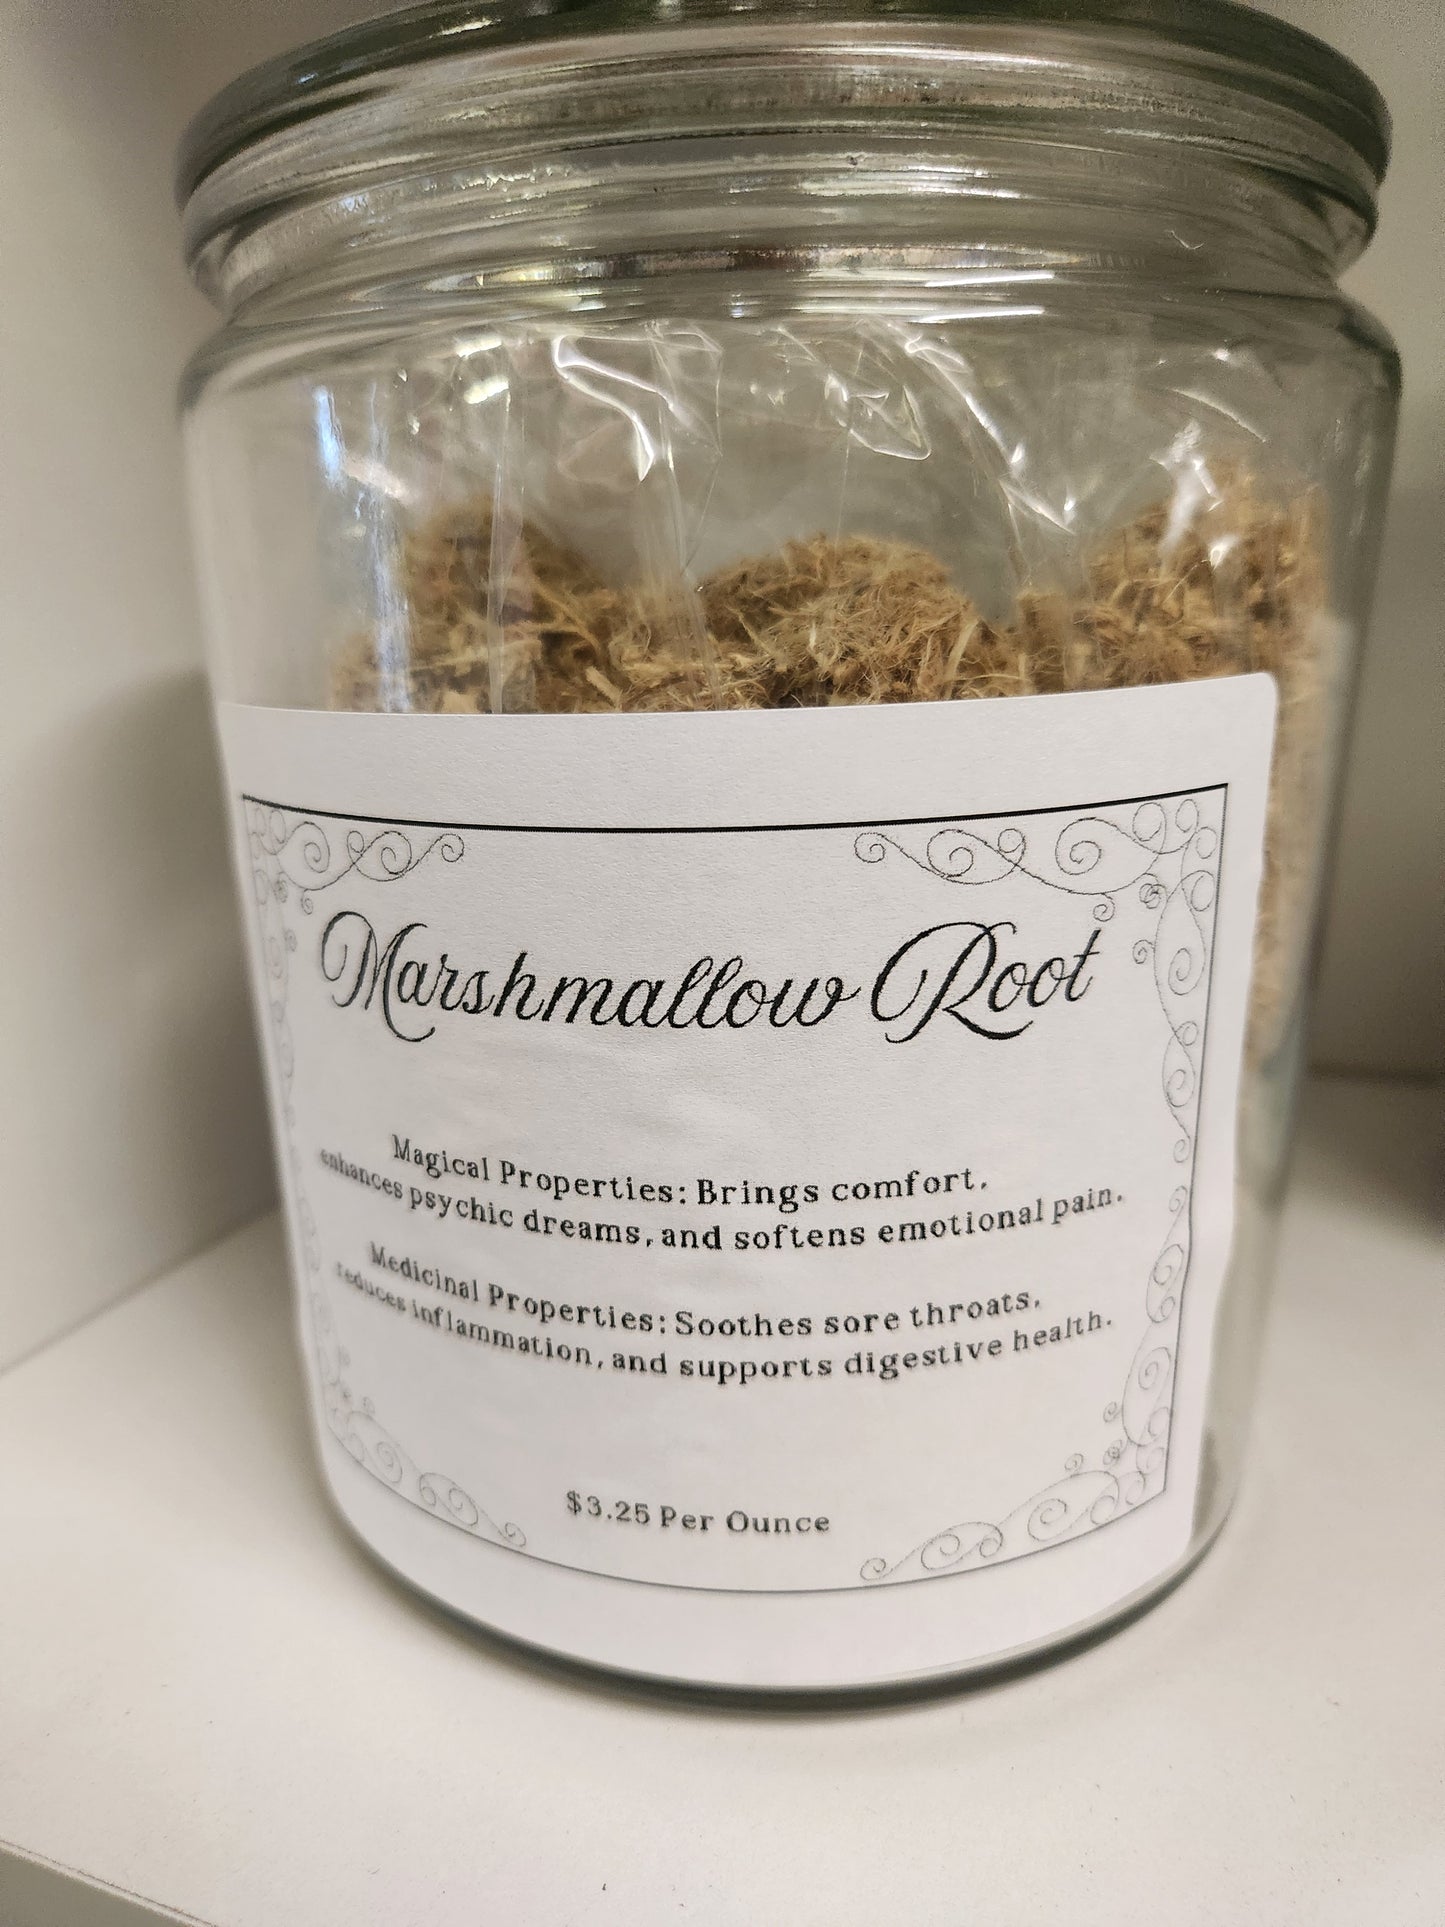 Marshmallow Root
Magical Properties: Brings comfort,
enhances psychic dreams, and softens emotional pain.
Medicinal Properties: Soothes sore throats,
reduces inflammation, and supports digestive health.
$3.25 Per Ounce